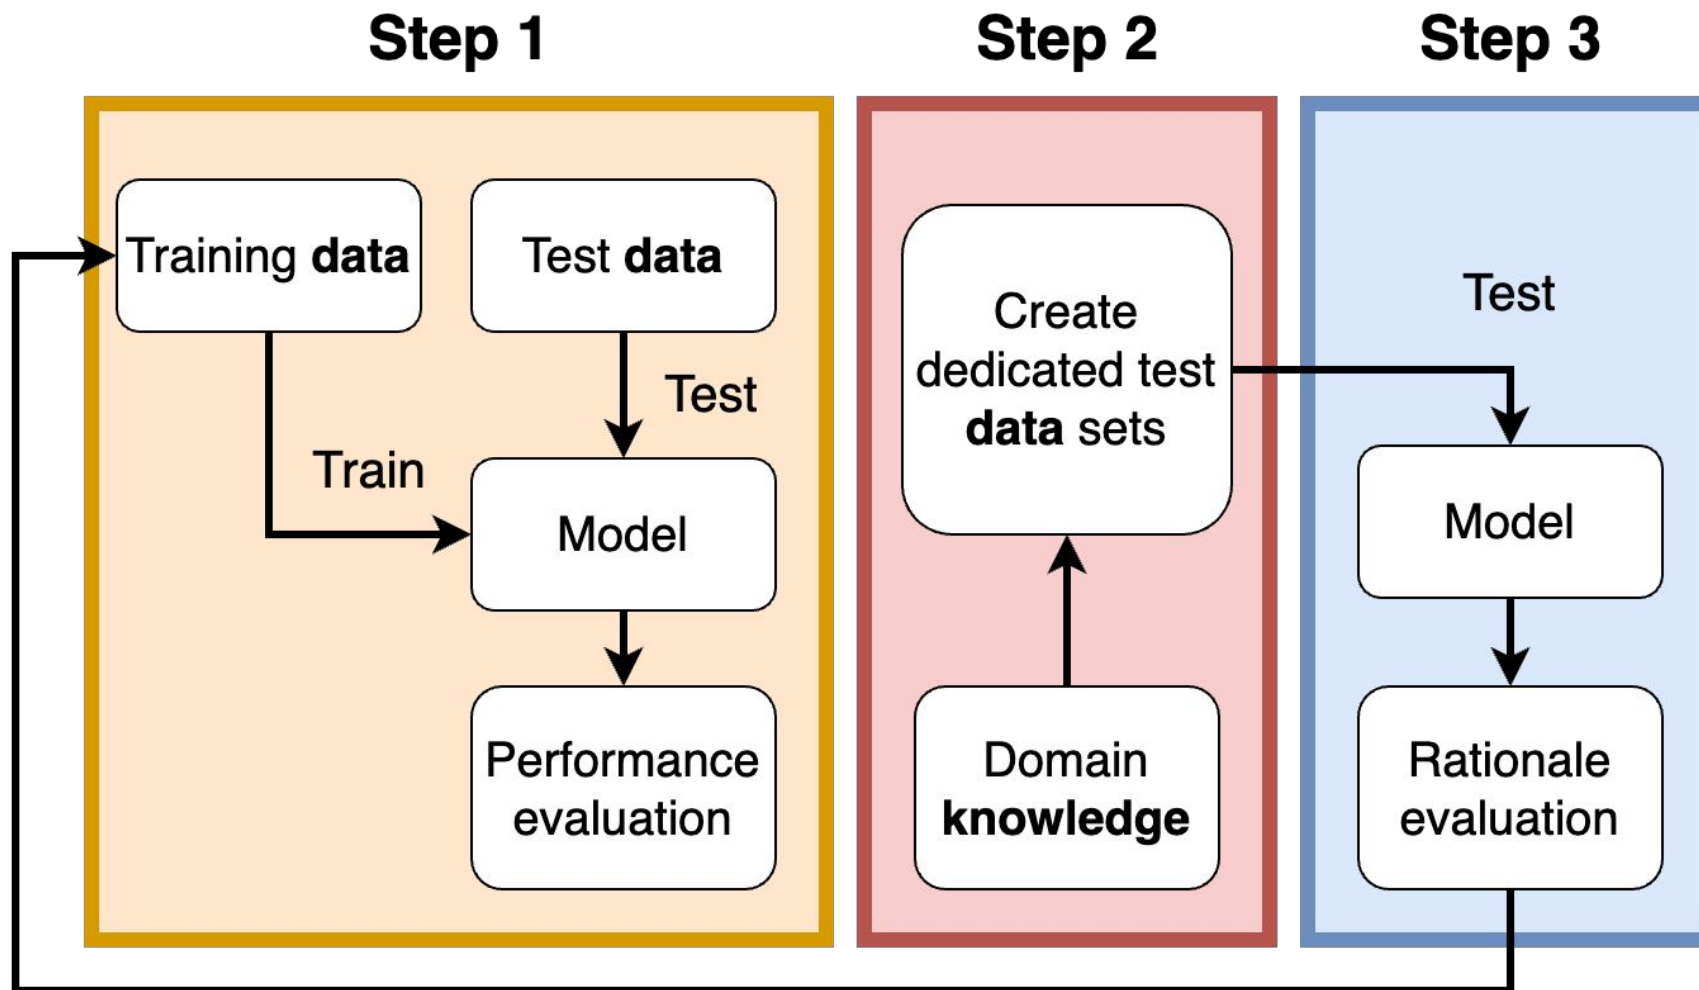 Step 1
Step 2
Step 3
Training data
Test data
Test
Train
Model
Performance
evaluation
Create
dedicated test
data sets
Domain
knowledge
Test
Model
Rationale
evaluation